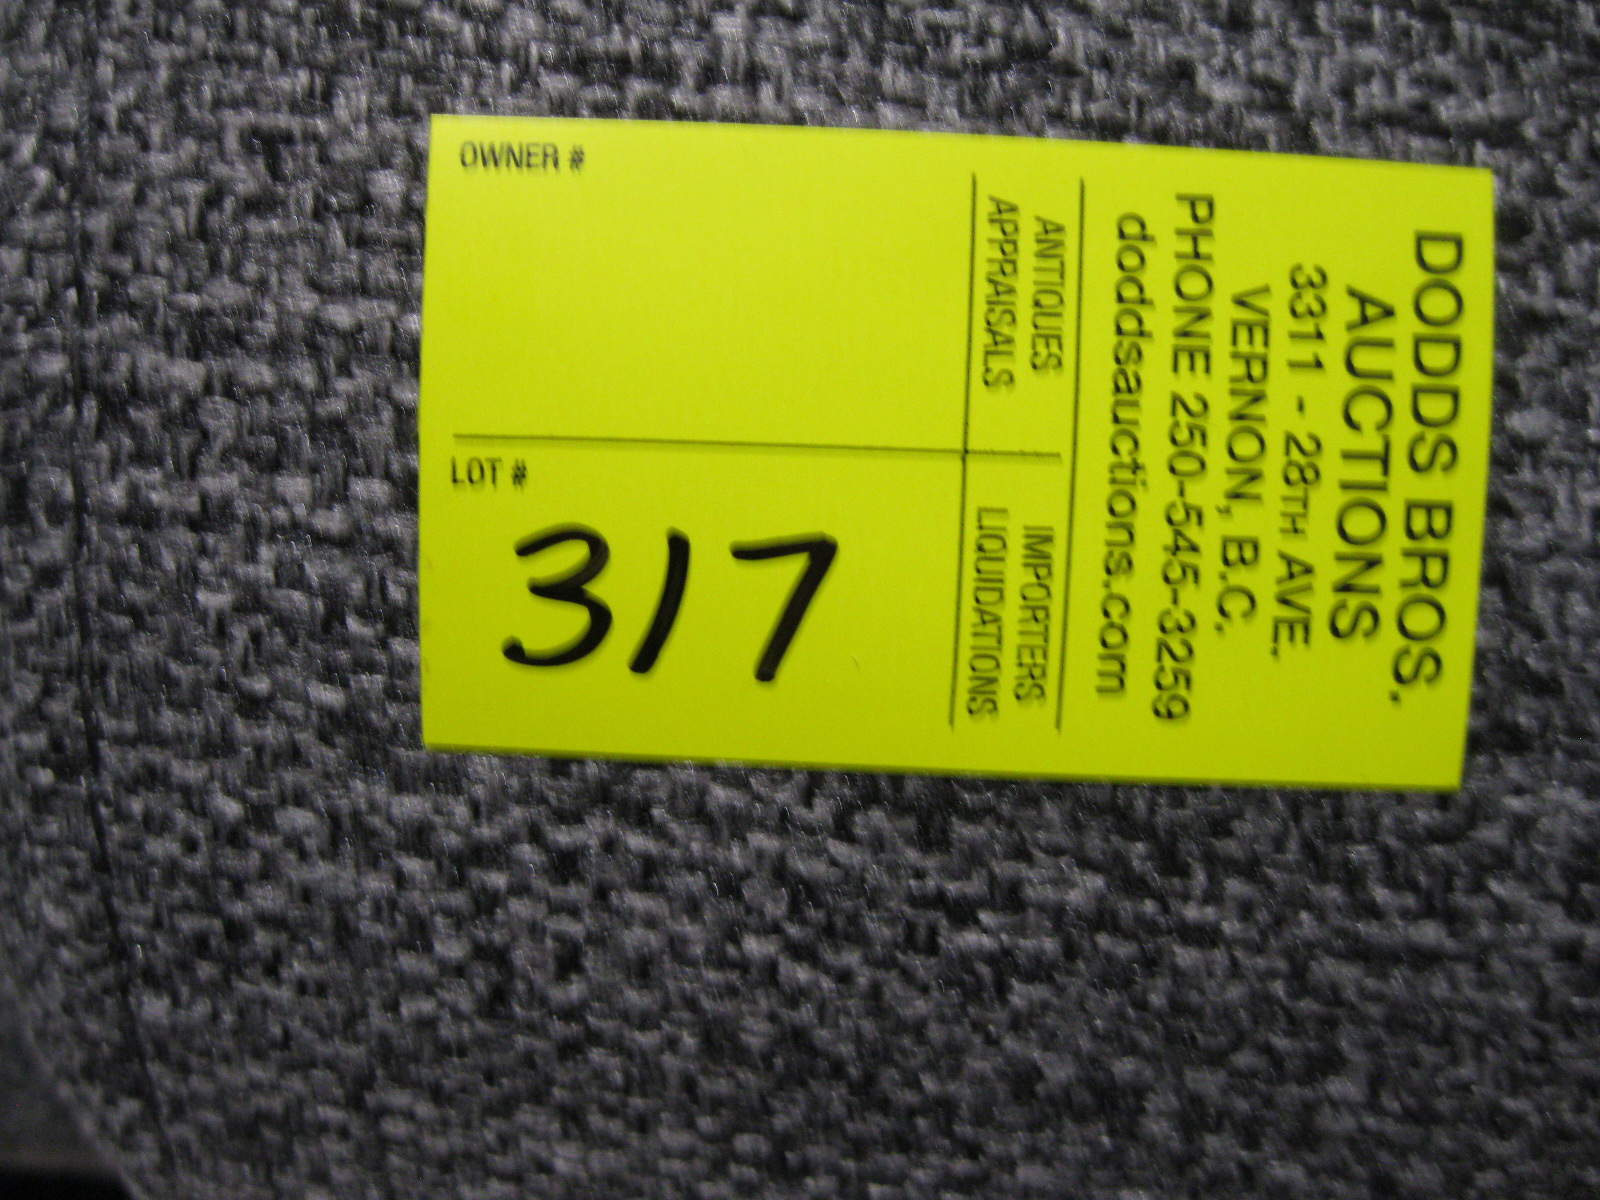 DODDS BROS.
AUCTIONS
3311 - 28TH AVE.
VERNON, B.C.
PHONE 250-545-3259
doddsauctions.com
ANTIQUES
APPRAISALS
IMPORTERS
LIQUIDATIONS
OWNER #
LOT #
317